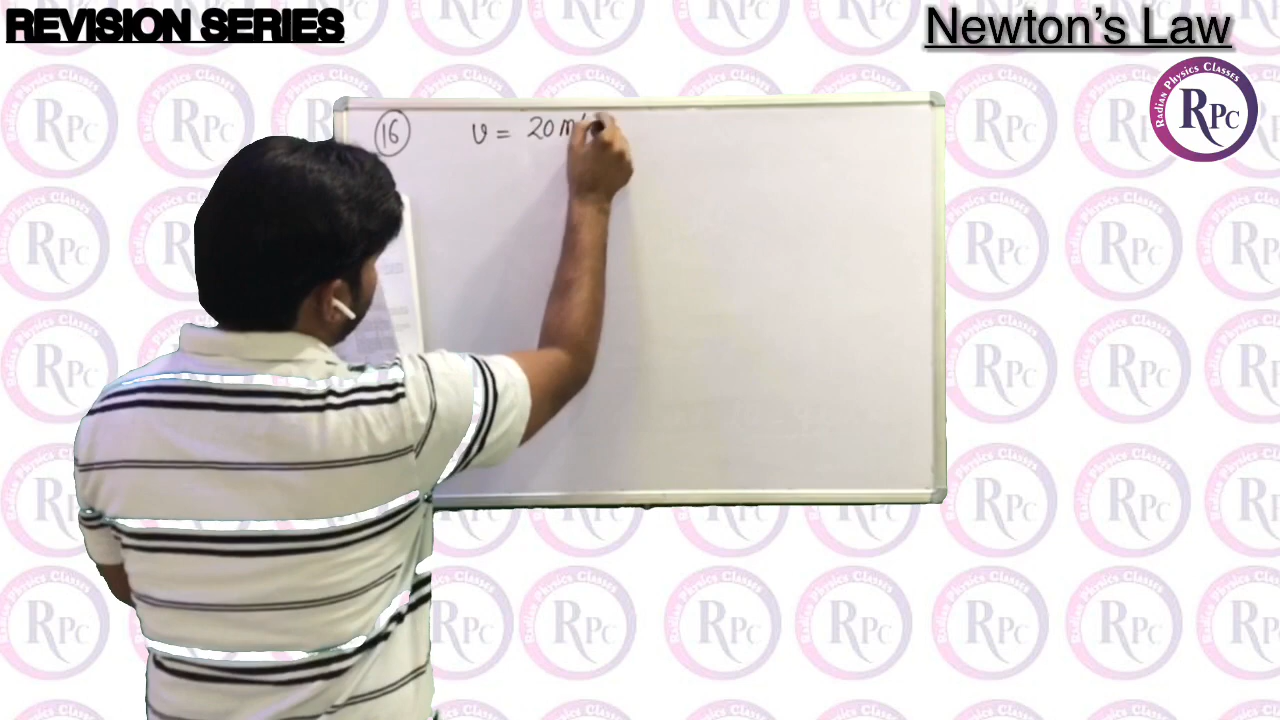 REVISION SERIES
Newton's Law
Radian Physics Classes
RPC
16
v = 20 m/